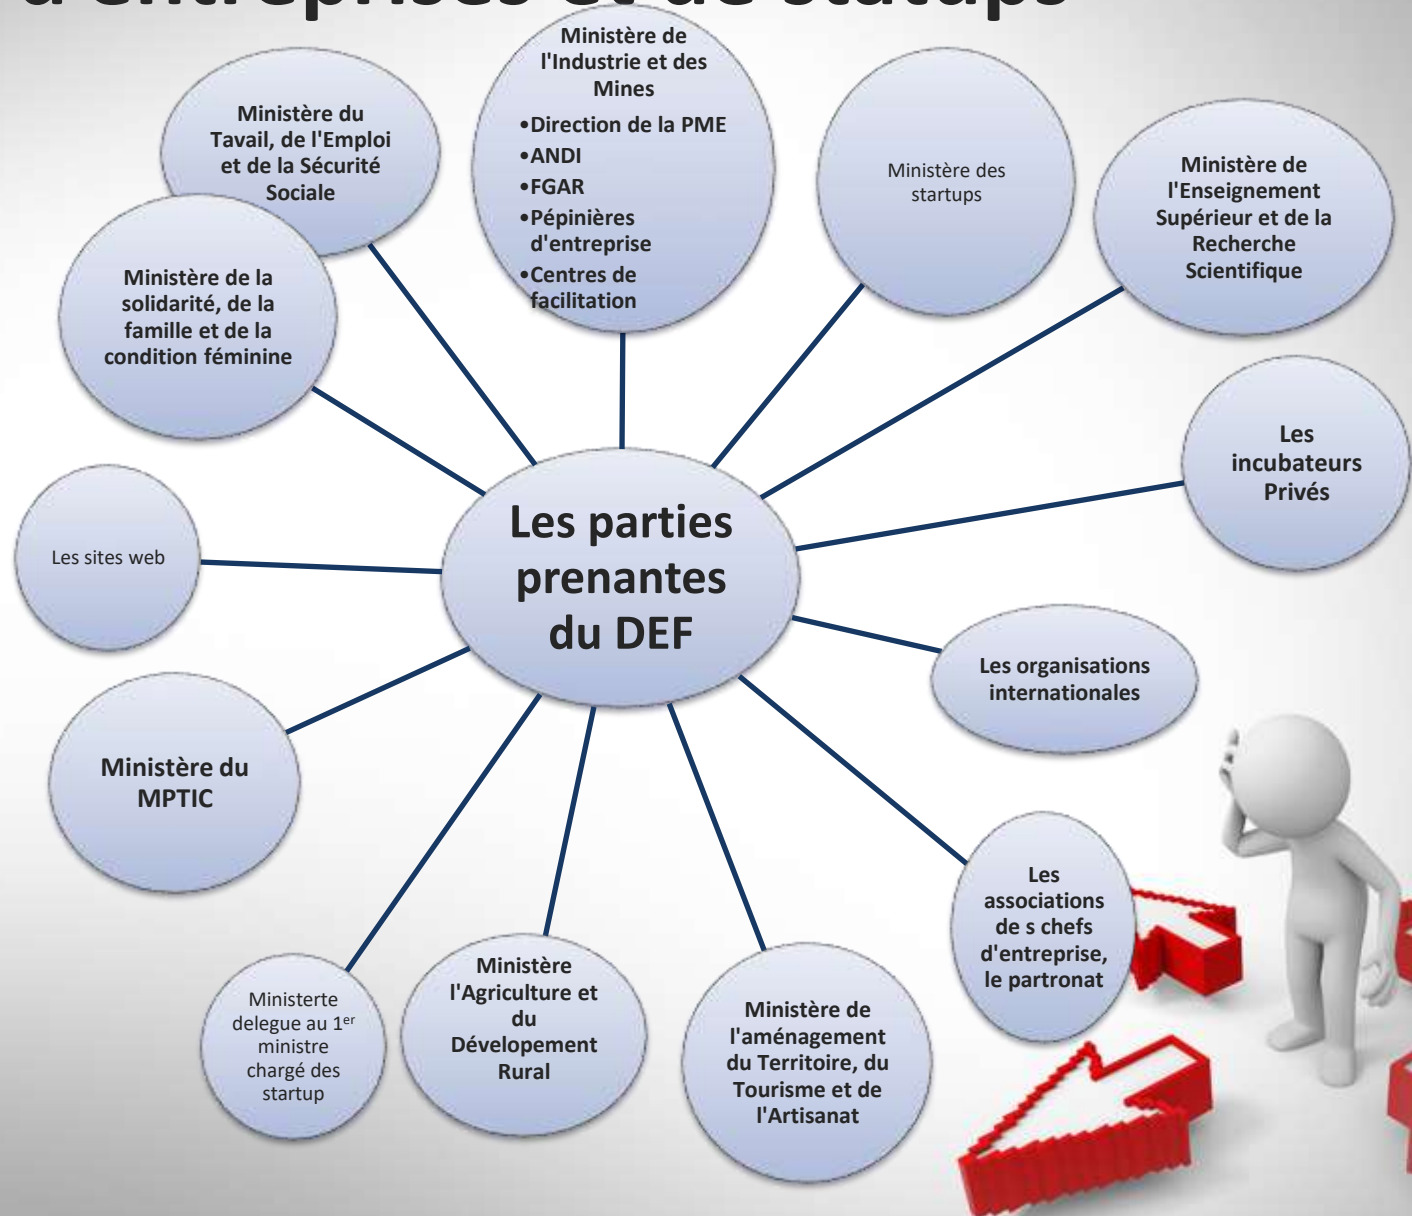 d'entreprises et de statups
Ministère de
l'Industrie et des
Mines
•Direction de la PME
•ANDI
•FGAR
•Pépinières
d'entreprise
•Centres de
facilitation
Ministère du
Tavail, de l'Emploi
et de la Sécurité
Sociale
Ministère des
startups
Ministère de
l'Enseignement
Supérieur et de la
Recherche
Scientifique
Ministère de la
solidarité, de la
famille et de la
condition féminine
Les
incubateurs
Privés
Les parties
prenantes
du DEF
Les sites web
Les organisations
internationales
Ministère du
MPTIC
Les
associations
de s chefs
d'entreprise,
le partronat
Ministerte
delegue au 1er
ministre
chargé des
startup
Ministère
l'Agriculture et
du
Dévelopement
Rural
Ministère de
l'aménagement
du Territoire, du
Tourisme et de
l'Artisanat